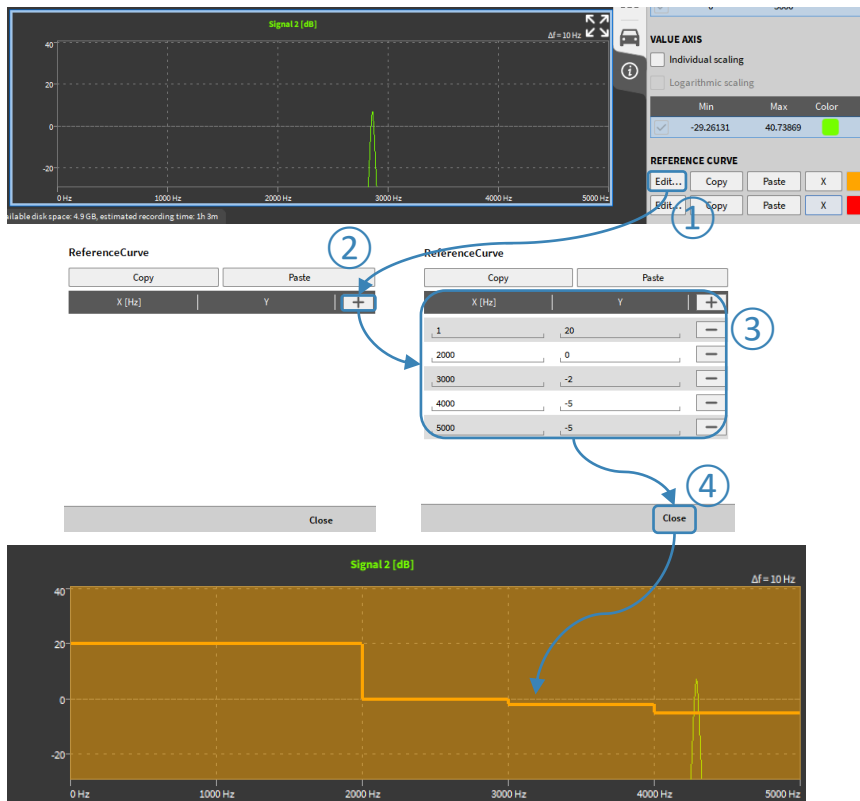 Signal 2 [dB]
Δf = 10 Hz
40
20
0
-20
0 Hz 1000 Hz 2000 Hz 3000 Hz 4000 Hz 5000 Hz
ailable disk space: 4.9 GB, estimated recording time: 1h 3m
0 5000
VALUE AXIS
Individual scaling
Logarithmic scaling
Min Max Color
-29.26131 40.73869
REFERENCE CURVE
Edit... Copy Paste X
Edit... Copy Paste X
1
2
ReferenceCurve
Copy Paste
X [Hz] Y +
Close
ReferenceCurve
Copy Paste
X [Hz] Y +
1 20
2000 0
3000 -2
4000 -5
5000 -5
3
4
Close
Signal 2 [dB]
Δf = 10 Hz
40
20
0
-20
0 Hz 1000 Hz 2000 Hz 3000 Hz 4000 Hz 5000 Hz